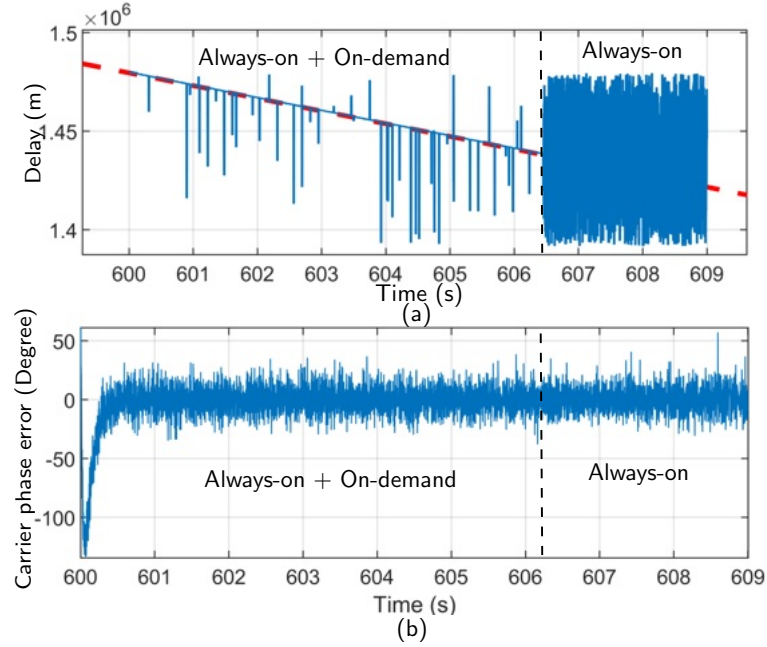 ×10⁶
Always-on + On-demand
Always-on
1.5
1.45
1.4
Delay (m)
600 601 602 603 604 605 606 607 608 609
Time (s)
(a)
50
0
-50
-100
Carrier phase error (Degree)
Always-on + On-demand
Always-on
600 601 602 603 604 605 606 607 608 609
Time (s)
(b)